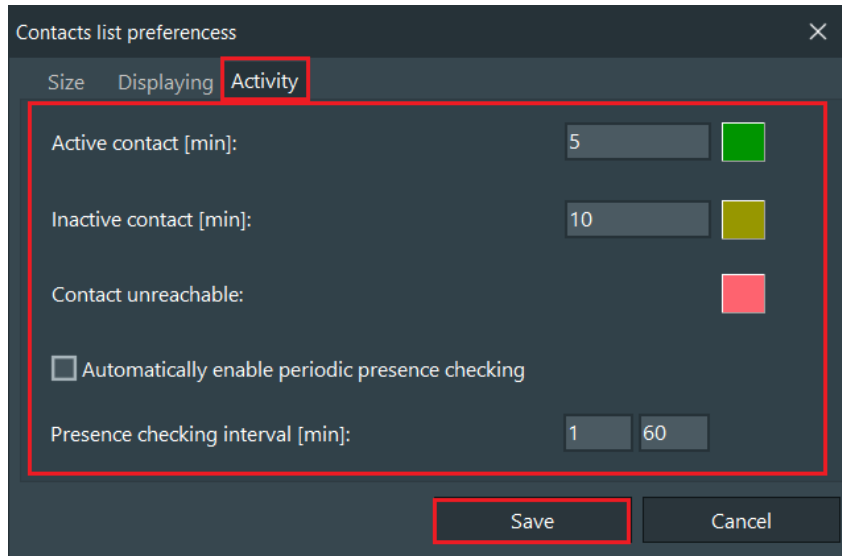 Contacts list preferencess
Size Displaying Activity
Active contact [min]: 5
Inactive contact [min]: 10
Contact unreachable:
Automatically enable periodic presence checking
Presence checking interval [min]: 1 60
Save Cancel